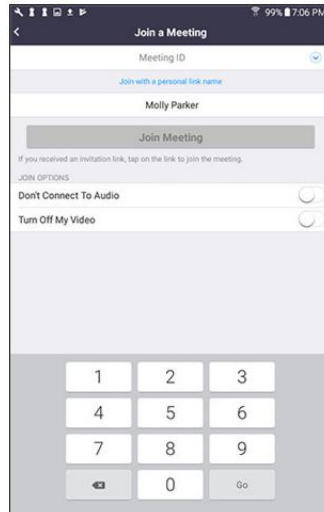 99% 7:06 PM
Join a Meeting
Meeting ID
Join with a personal link name
Molly Parker
Join Meeting
If you received an invitation link, tap on the link to join the meeting.
JOIN OPTIONS
Don't Connect To Audio
Turn Off My Video
1 2 3
4 5 6
7 8 9
0 Go